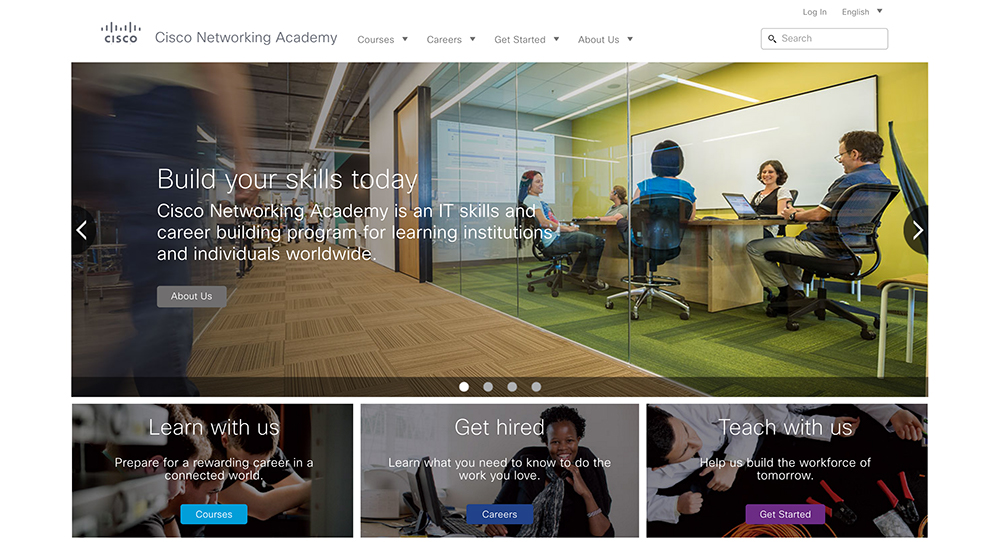 Log In English
CISCO
Cisco Networking Academy
Courses
Careers
Get Started
About Us
Search
Build your skills today
Cisco Networking Academy is an IT skills and
career building program for learning institutions
and individuals worldwide.
About Us
Learn with us
Prepare for a rewarding career in a
connected world.
Courses
Get hired
Learn what you need to know to do the
work you love.
Careers
Teach with us
Help us build the workforce of
tomorrow.
Get Started